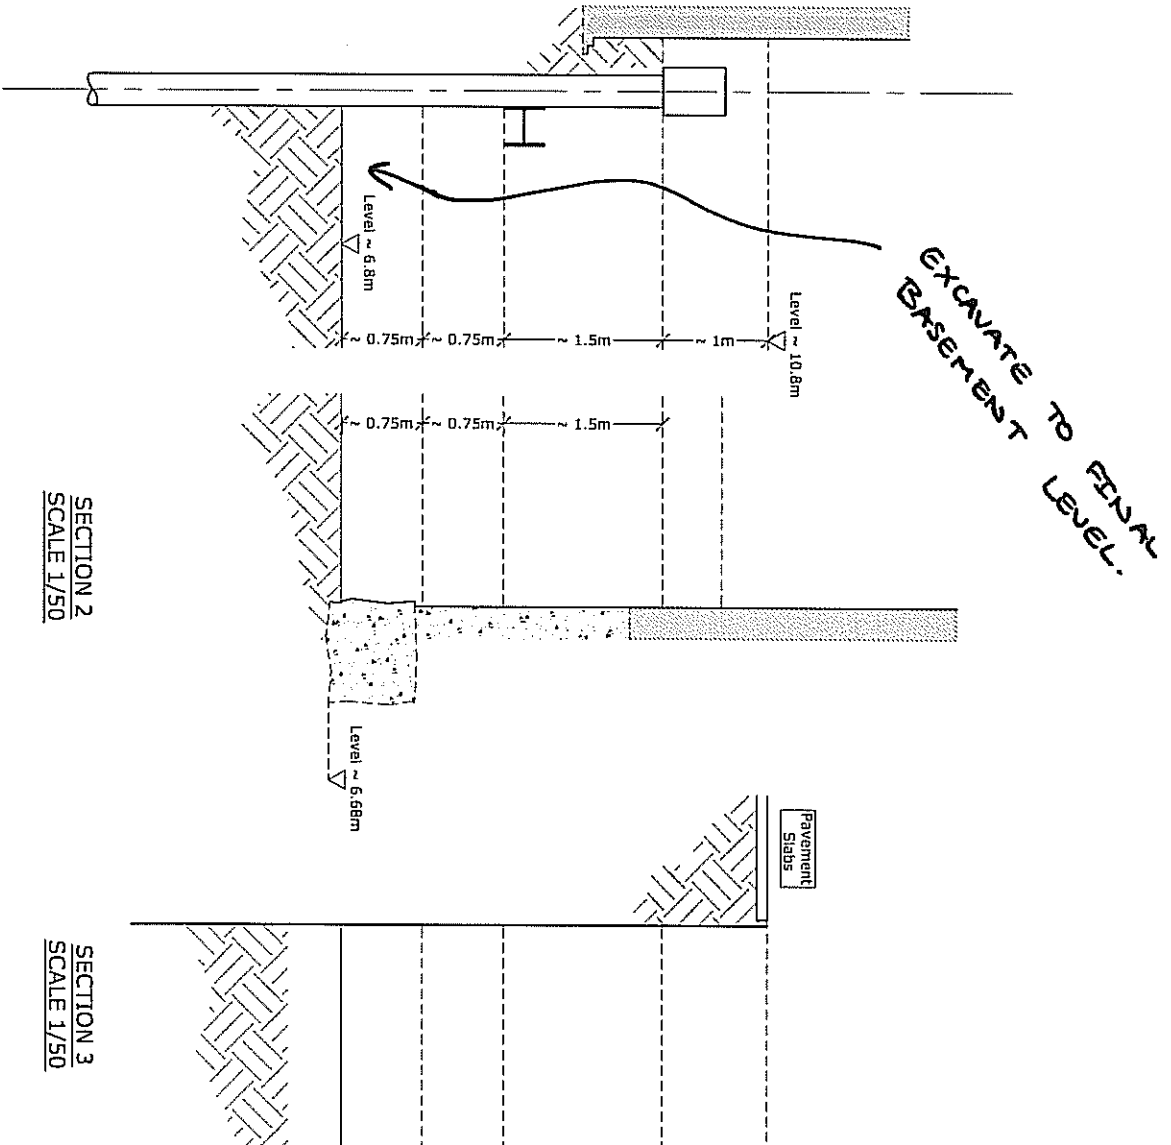 EXCAVATE TO FINAL
BASEMENT LEVEL.
Level ~ 10.8m
~ 1m
~ 1.5m
~ 0.75m
~ 0.75m
Level ~ 6.8m
~ 1.5m
~ 0.75m
~ 0.75m
Level ~ 6.68m
SECTION 2
SCALE 1/50
Pavement
Slabs
SECTION 3
SCALE 1/50